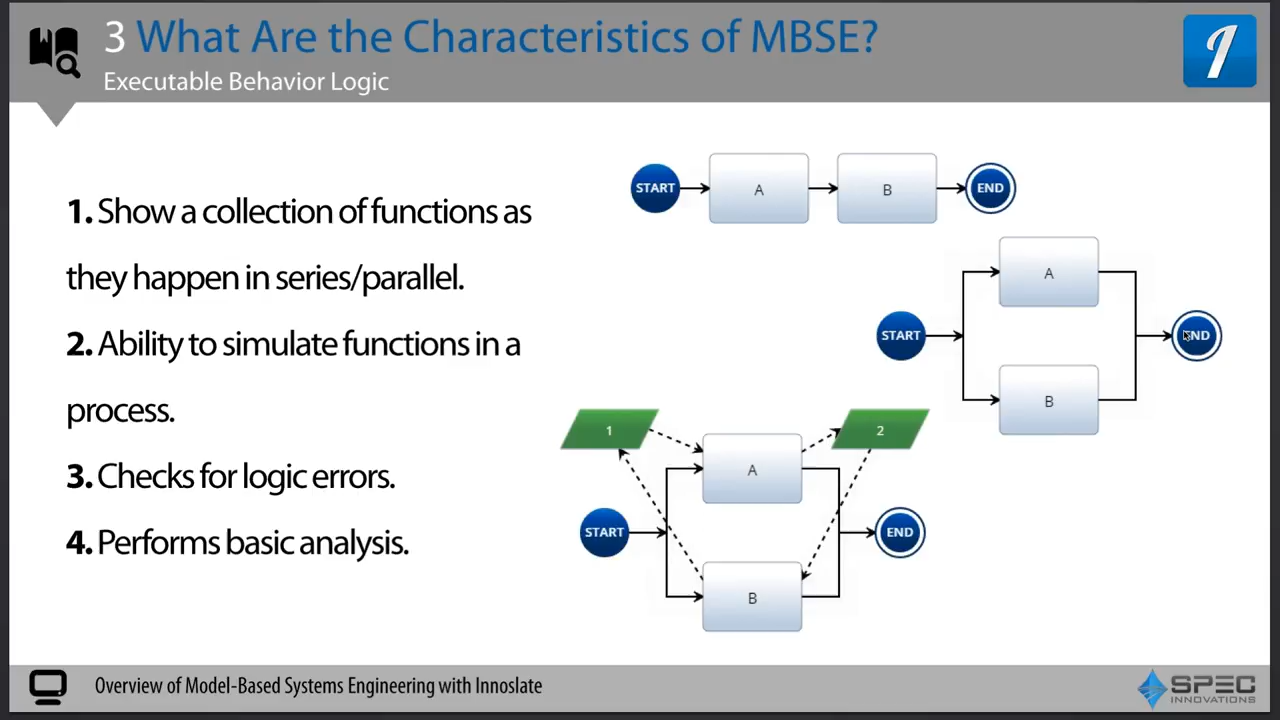 3 What Are the Characteristics of MBSE?
Executable Behavior Logic
I
1. Show a collection of functions as
they happen in series/parallel.
2. Ability to simulate functions in a
process.
3. Checks for logic errors.
4. Performs basic analysis.
START A B END
A
START END
B
1 2
A
START END
B
Overview of Model-Based Systems Engineering with Innoslate
SPEC
INNOVATIONS